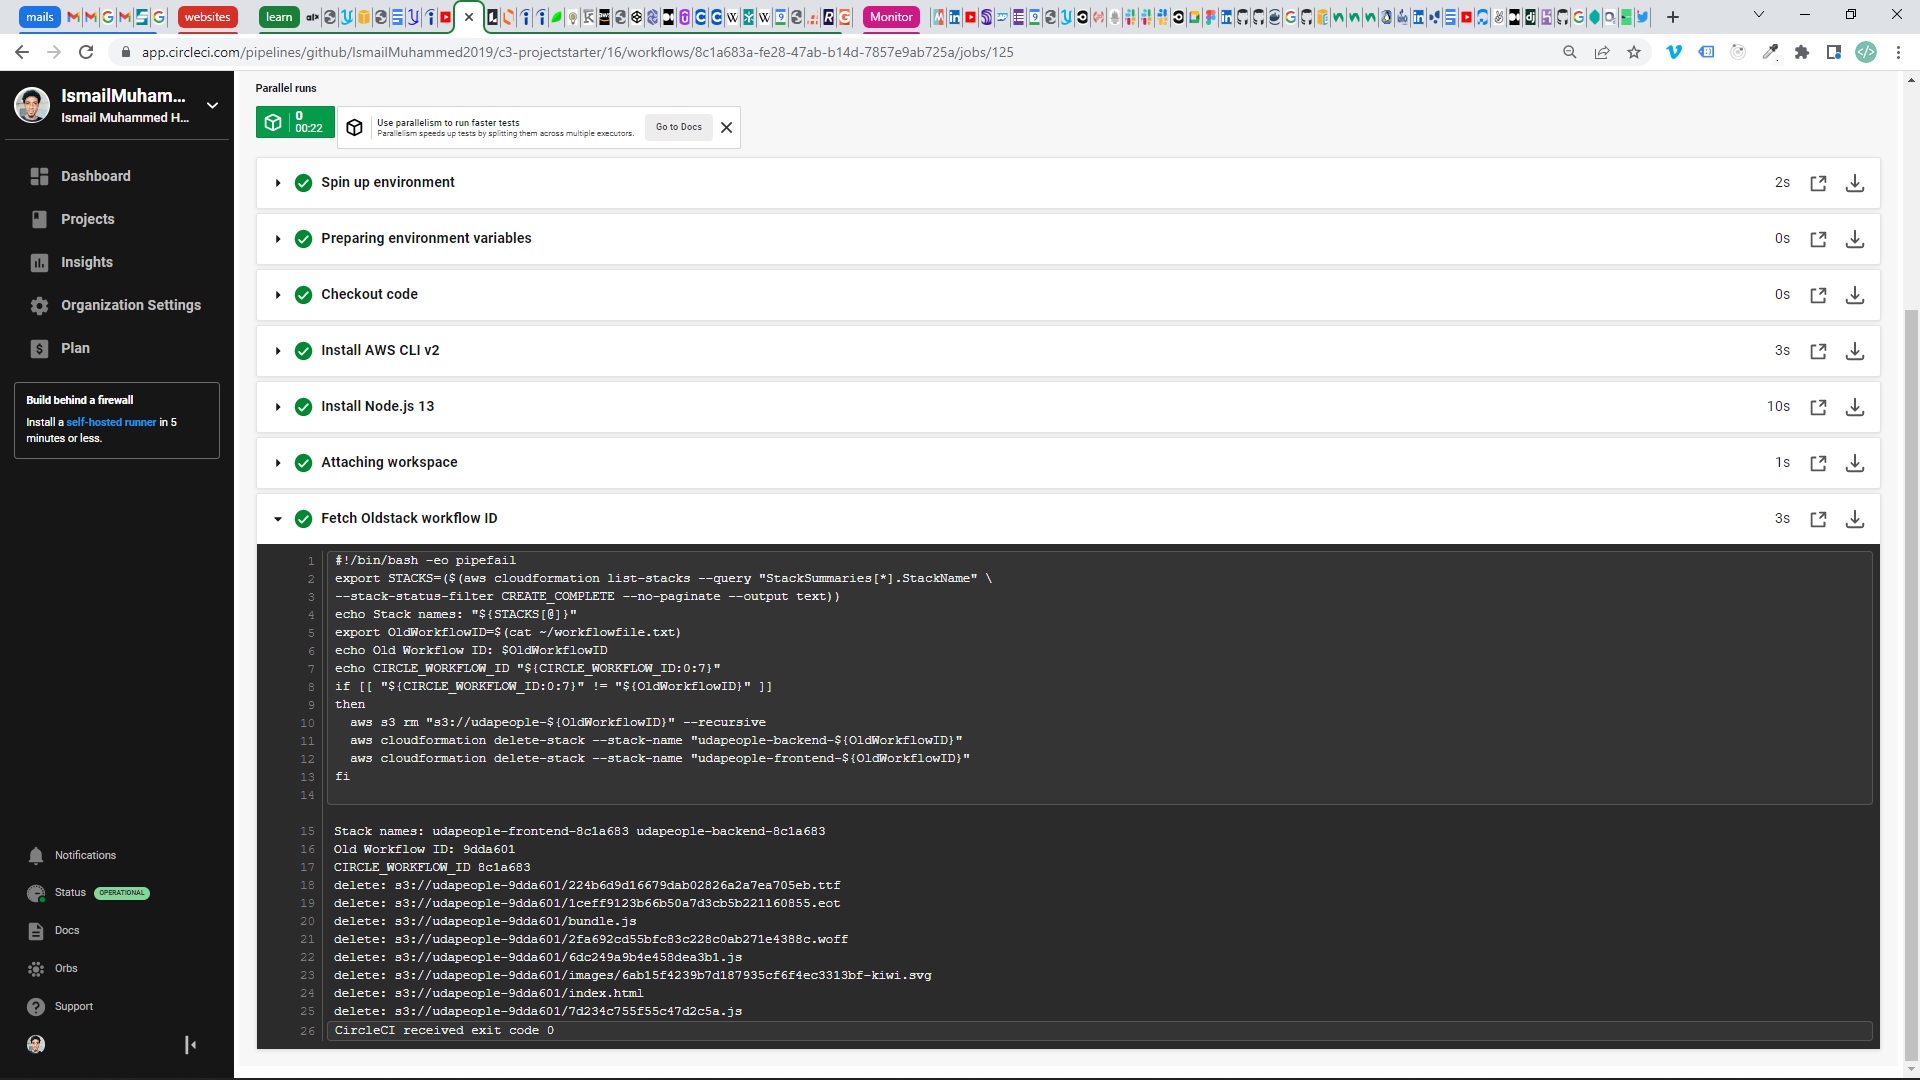 mails
websites
learn
Monitor
app.circleci.com/pipelines/github/IsmailMuhammed2019/c3-projectstarter/16/workflows/8c1a683a-fe28-47ab-b14d-7857e9ab725a/jobs/125
IsmailMuham...
Ismail Muhammed H...
Dashboard
Projects
Insights
Organization Settings
Plan
Build behind a firewall
Install a self-hosted runner in 5
minutes or less.
Notifications
Status OPERATIONAL
Docs
Orbs
Support
Parallel runs
0
00:22
Use parallelism to run faster tests
Parallelism speeds up tests by splitting them across multiple executors.
Go to Docs
Spin up environment 2s
Preparing environment variables 0s
Checkout code 0s
Install AWS CLI v2 3s
Install Node.js 13 10s
Attaching workspace 1s
Fetch Oldstack workflow ID 3s
1 #!/bin/bash -eo pipefail
2 export STACKS=($(aws cloudformation list-stacks --query "StackSummaries[*].StackName" \
3 --stack-status-filter CREATE_COMPLETE --no-paginate --output text))
4 echo Stack names: "${STACKS[@]}"
5 export OldWorkflowID=$(cat ~/workflowfile.txt)
6 echo Old Workflow ID: $OldWorkflowID
7 echo CIRCLE_WORKFLOW_ID "${CIRCLE_WORKFLOW_ID:0:7}"
8 if [[ "${CIRCLE_WORKFLOW_ID:0:7}" != "${OldWorkflowID}" ]]
9 then
10 aws s3 rm "s3://udapeople-${OldWorkflowID}" --recursive
11 aws cloudformation delete-stack --stack-name "udapeople-backend-${OldWorkflowID}"
12 aws cloudformation delete-stack --stack-name "udapeople-frontend-${OldWorkflowID}"
13 fi
14
15 Stack names: udapeople-frontend-8c1a683 udapeople-backend-8c1a683
16 Old Workflow ID: 9dda601
17 CIRCLE_WORKFLOW_ID 8c1a683
18 delete: s3://udapeople-9dda601/224b6d9d16679dab02826a2a7ea705eb.ttf
19 delete: s3://udapeople-9dda601/1ceff9123b66b50a7d3cb5b221160855.eot
20 delete: s3://udapeople-9dda601/bundle.js
21 delete: s3://udapeople-9dda601/2fa692cd55bfc83c228c0ab271e4388c.woff
22 delete: s3://udapeople-9dda601/6dc249a9b4e458dea3b1.js
23 delete: s3://udapeople-9dda601/images/6ab15f4239b7d187935cf6f4ec3313bf-kiwi.svg
24 delete: s3://udapeople-9dda601/index.html
25 delete: s3://udapeople-9dda601/7d234c755f55c47d2c5a.js
26 CircleCI received exit code 0